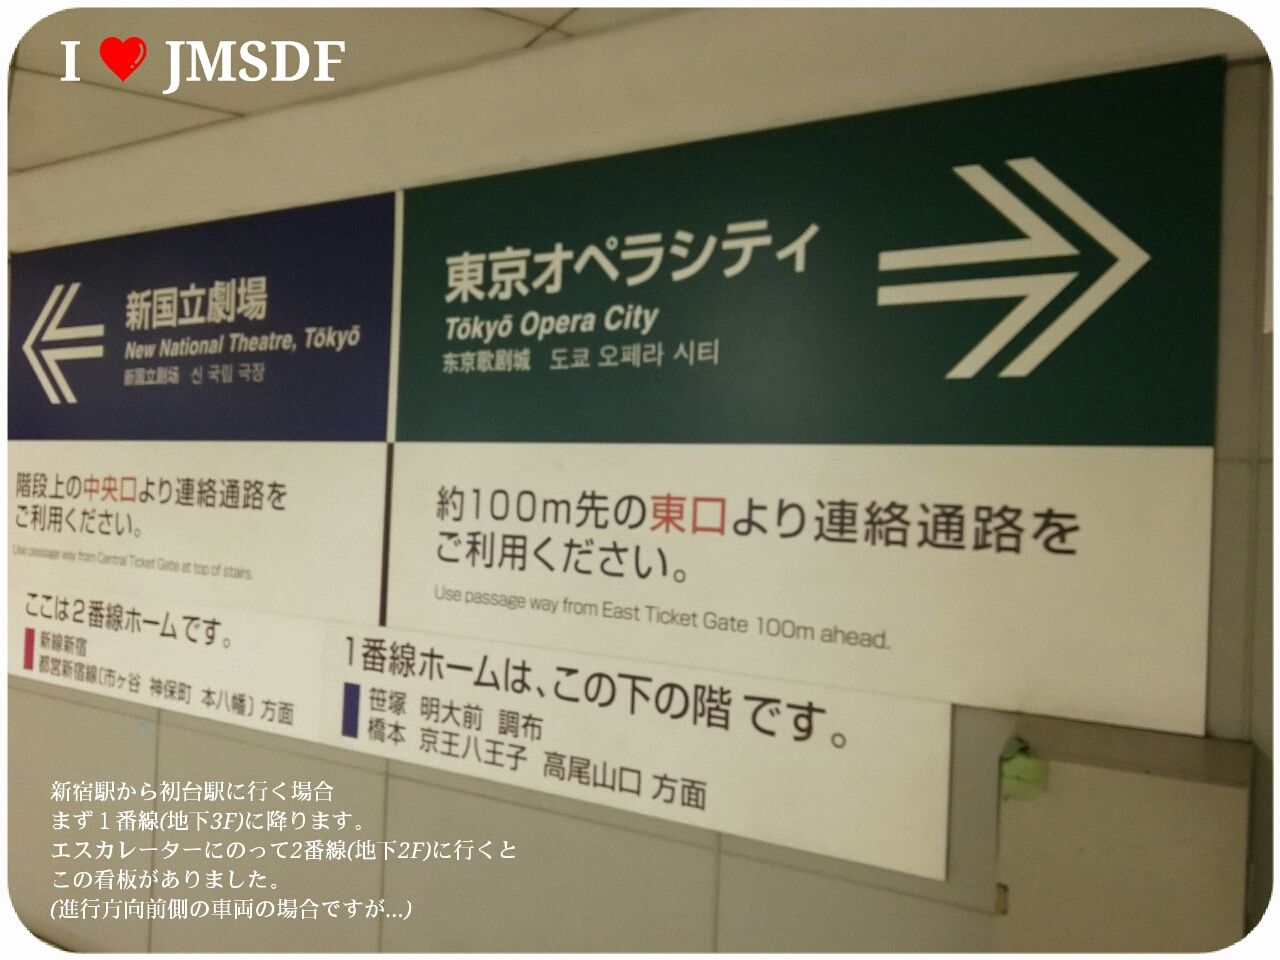 I ❤ JMSDF
新国立劇場
New National Theatre, Tōkyō
新国立剧场 신 국립 극장
東京オペラシティ
Tōkyō Opera City
东京歌剧城 도쿄 오페라 시티
階段上の中央口より連絡通路を
ご利用ください。
Use passage way from Central Ticket Gate at top of stairs.
約100m先の東口より連絡通路を
ご利用ください。
Use passage way from East Ticket Gate 100m ahead.
ここは2番線ホームです。
新線新宿
都営新宿線〔市ヶ谷 神保町 本八幡〕方面
1番線ホームは、この下の階です。
笹塚 明大前 調布
橋本 京王八王子 高尾山口 方面
新宿駅から初台駅に行く場合
まず１番線(地下3F)に降ります。
エスカレーターにのって2番線(地下2F)に行くと
この看板がありました。
(進行方向前側の車両の場合ですが...)